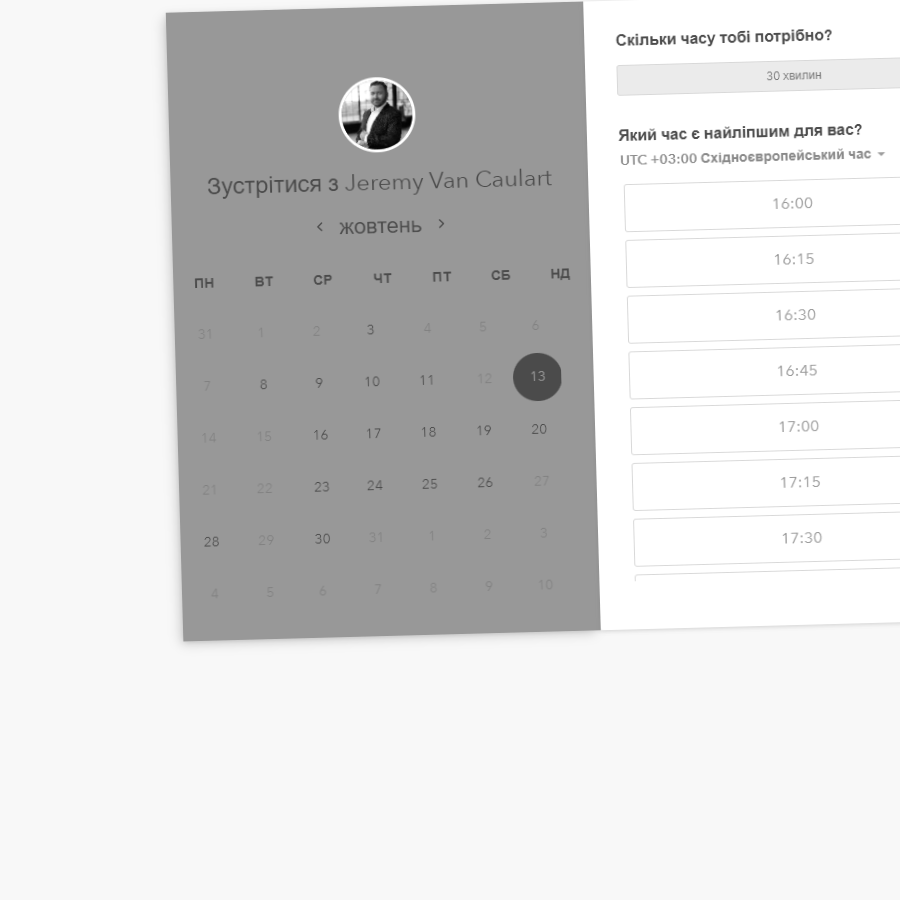 Зустрітися з Jeremy Van Caulart
жовтень
ПН ВТ СР ЧТ ПТ СБ НД
31 1 2 3 4 5 6
7 8 9 10 11 12 13
14 15 16 17 18 19 20
21 22 23 24 25 26 27
28 29 30 31 1 2 3
4 5 6 7 8 9 10
Скільки часу тобі потрібно?
30 хвилин
Який час є найліпшим для вас?
UTC +03:00 Східноєвропейський час
16:00
16:15
16:30
16:45
17:00
17:15
17:30